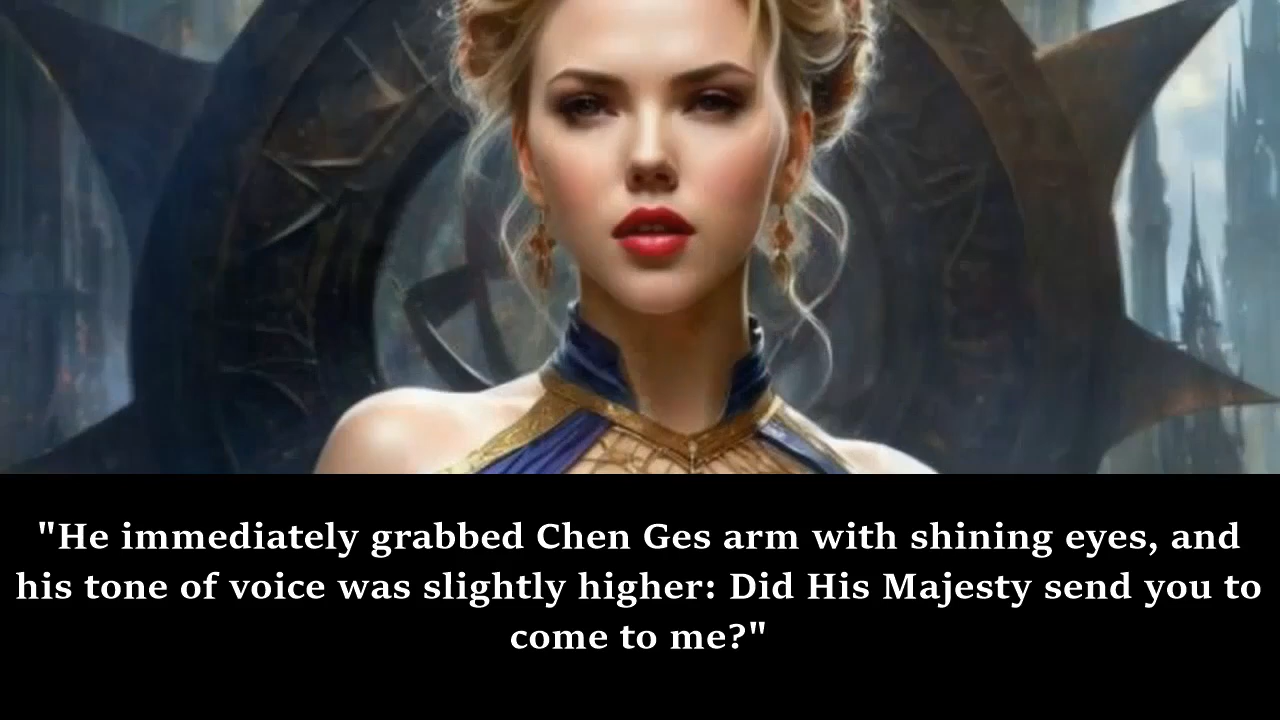 "He immediately grabbed Chen Ges arm with shining eyes, and
his tone of voice was slightly higher: Did His Majesty send you to
come to me?"